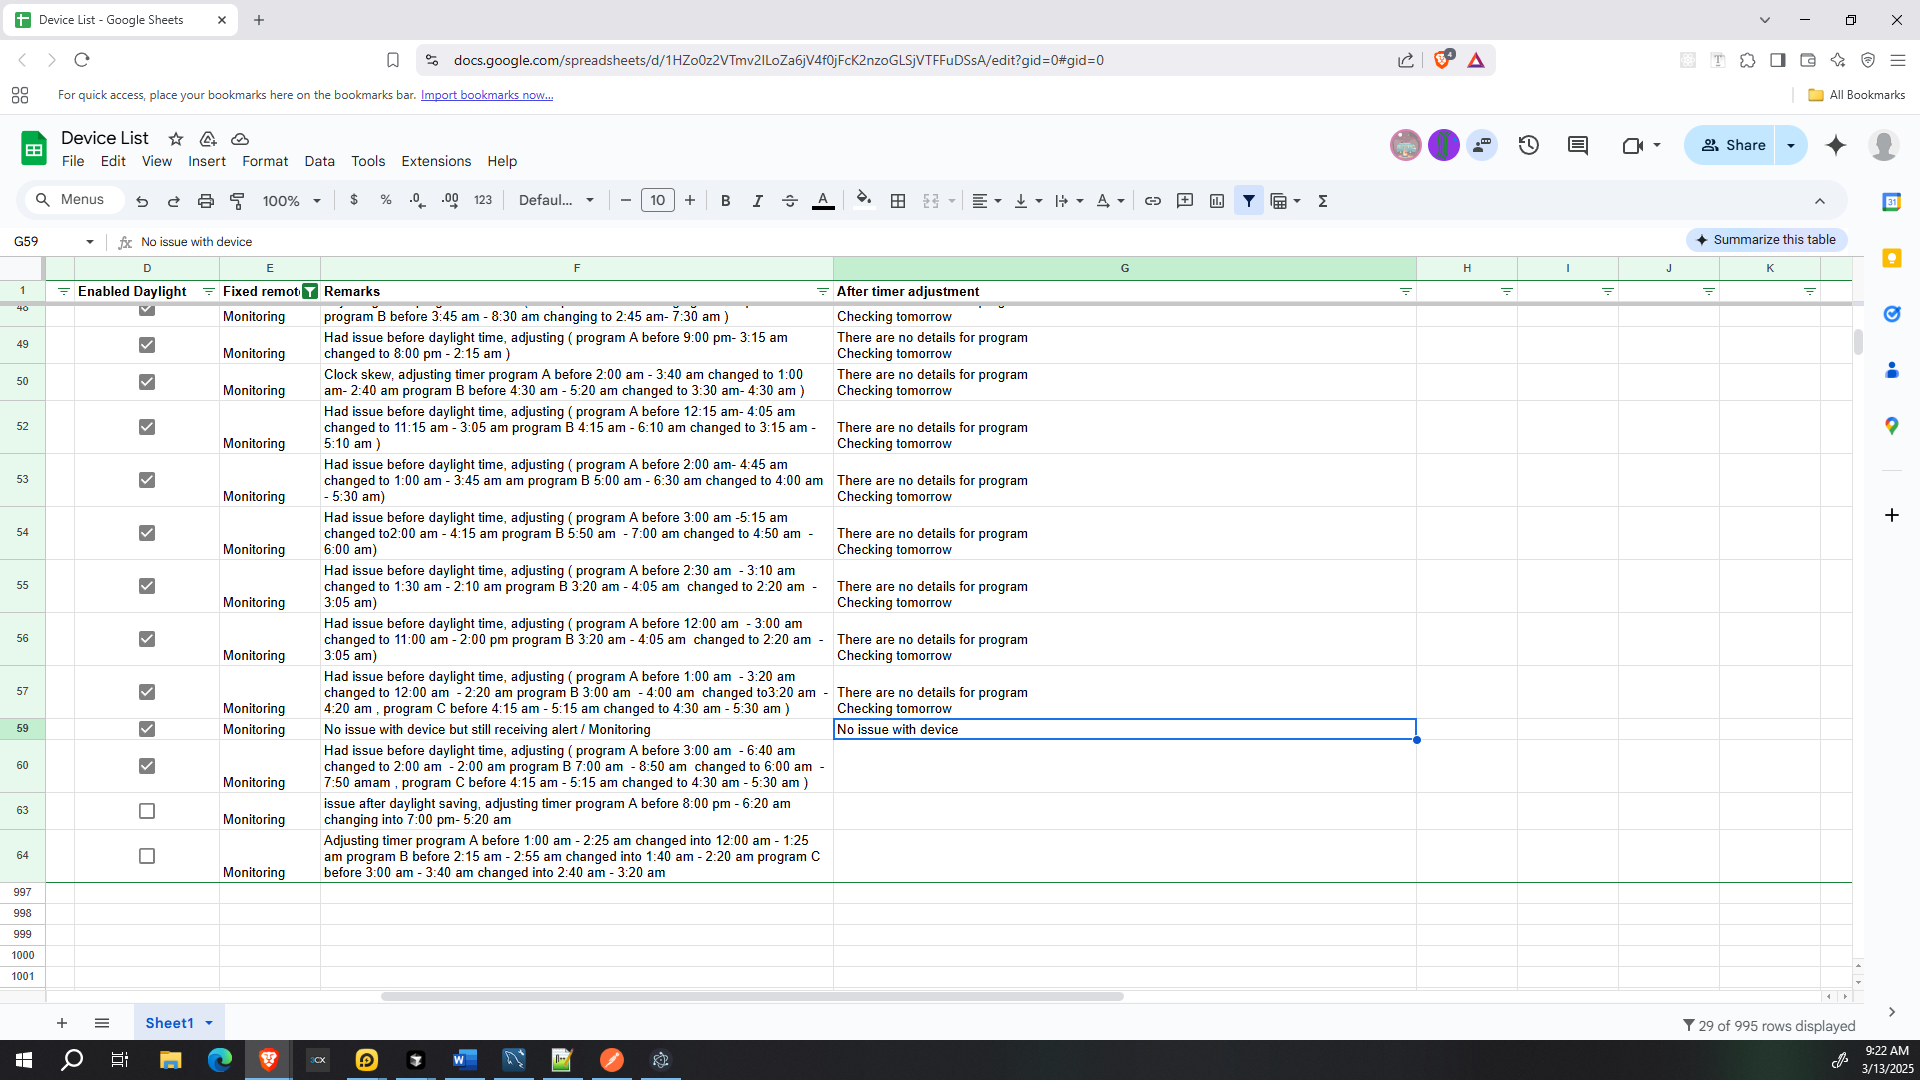 Device List - Google Sheets
docs.google.com/spreadsheets/d/1HZo0z2VTmv2ILoZa6jV4f0jFcK2nzoGLSjVTFFuDSsA/edit?gid=0#gid=0
4
For quick access, place your bookmarks here on the bookmarks bar. Import bookmarks now...
All Bookmarks
Device List
File Edit View Insert Format Data Tools Extensions Help
Share
Menus
100%
$ % .0 .00 123
Defaul...
10
B I A
31
G59
fx No issue with device
Summarize this table
D E F G H I J K
1 Enabled Daylight Fixed remot Remarks After timer adjustment
48 Monitoring program B before 3:45 am - 8:30 am changing to 2:45 am- 7:30 am ) Checking tomorrow
49 Had issue before daylight time, adjusting ( program A before 9:00 pm- 3:15 am There are no details for program
Monitoring changed to 8:00 pm - 2:15 am ) Checking tomorrow
50 Clock skew, adjusting timer program A before 2:00 am - 3:40 am changed to 1:00 There are no details for program
Monitoring am- 2:40 am program B before 4:30 am - 5:20 am changed to 3:30 am- 4:30 am ) Checking tomorrow
Had issue before daylight time, adjusting ( program A before 12:15 am- 4:05 am
52 changed to 11:15 am - 3:05 am program B 4:15 am - 6:10 am changed to 3:15 am - There are no details for program
Monitoring 5:10 am ) Checking tomorrow
Had issue before daylight time, adjusting ( program A before 2:00 am- 4:45 am
53 changed to 1:00 am - 3:45 am am program B 5:00 am - 6:30 am changed to 4:00 am There are no details for program
Monitoring - 5:30 am) Checking tomorrow
Had issue before daylight time, adjusting ( program A before 3:00 am -5:15 am
54 changed to2:00 am - 4:15 am program B 5:50 am - 7:00 am changed to 4:50 am - There are no details for program
Monitoring 6:00 am) Checking tomorrow
Had issue before daylight time, adjusting ( program A before 2:30 am - 3:10 am
55 changed to 1:30 am - 2:10 am program B 3:20 am - 4:05 am changed to 2:20 am - There are no details for program
Monitoring 3:05 am) Checking tomorrow
Had issue before daylight time, adjusting ( program A before 12:00 am - 3:00 am
56 changed to 11:00 am - 2:00 pm program B 3:20 am - 4:05 am changed to 2:20 am - There are no details for program
Monitoring 3:05 am) Checking tomorrow
Had issue before daylight time, adjusting ( program A before 1:00 am - 3:20 am
57 changed to 12:00 am - 2:20 am program B 3:00 am - 4:00 am changed to3:20 am - There are no details for program
Monitoring 4:20 am , program C before 4:15 am - 5:15 am changed to 4:30 am - 5:30 am ) Checking tomorrow
59 Monitoring No issue with device but still receiving alert / Monitoring No issue with device
Had issue before daylight time, adjusting ( program A before 3:00 am - 6:40 am
60 changed to 2:00 am - 2:00 am program B 7:00 am - 8:50 am changed to 6:00 am -
Monitoring 7:50 amam , program C before 4:15 am - 5:15 am changed to 4:30 am - 5:30 am )
63 issue after daylight saving, adjusting timer program A before 8:00 pm - 6:20 am
Monitoring changing into 7:00 pm- 5:20 am
Adjusting timer program A before 1:00 am - 2:25 am changed into 12:00 am - 1:25
64 am program B before 2:15 am - 2:55 am changed into 1:40 am - 2:20 am program C
Monitoring before 3:00 am - 3:40 am changed into 2:40 am - 3:20 am
997
998
999
1000
1001
Sheet1
29 of 995 rows displayed
9:22 AM
3/13/2025